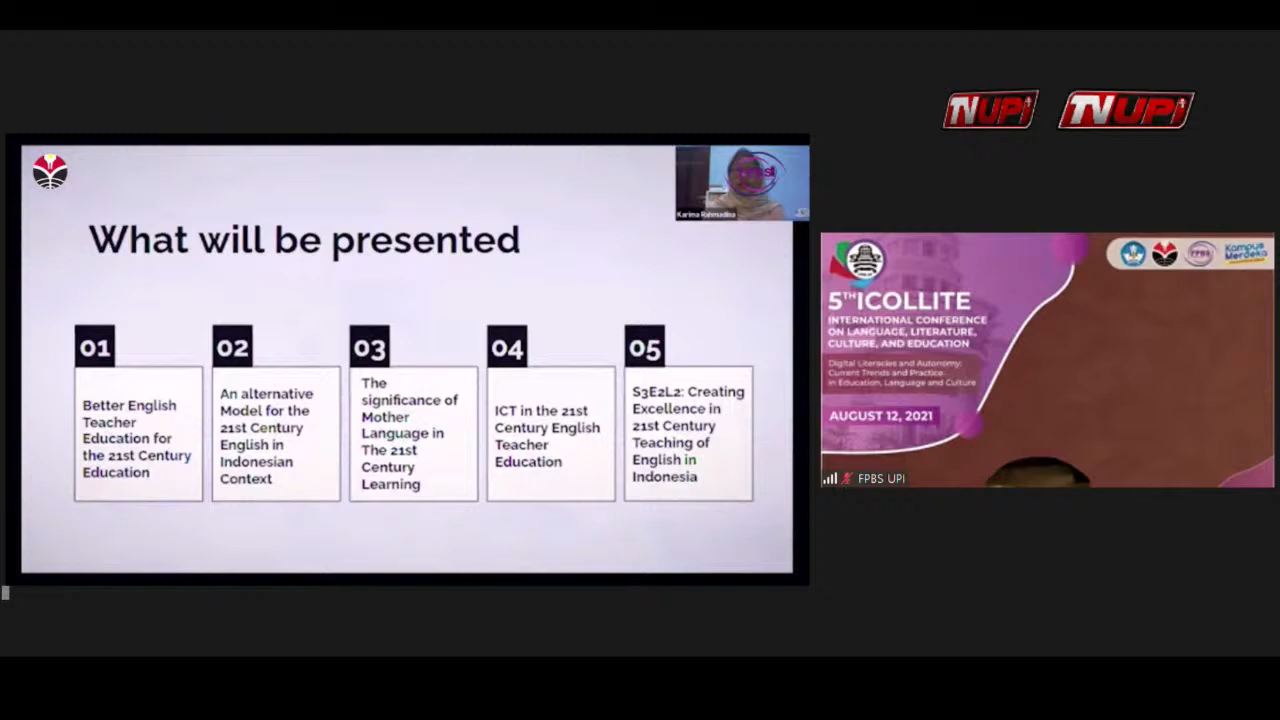 TVUPI
TVUPI
Karima Rahmadina
What will be presented
01
Better English
Teacher
Education for
the 21st Century
Education
02
An alternative
Model for the
21st Century
English in
Indonesian
Context
03
The
significance of
Mother
Language in
The 21st
Century
Learning
04
ICT in the 21st
Century English
Teacher
Education
05
S3E2L2: Creating
Excellence in
21st Century
Teaching of
English in
Indonesia
FPBS
Kampus
Merdeka
5TH ICOLLITE
INTERNATIONAL CONFERENCE
ON LANGUAGE, LITERATURE,
CULTURE, AND EDUCATION
Digital Literacies and Autonomy:
Current Trends and Practice
in Education, Language and Culture
AUGUST 12, 2021
FPBS UPI